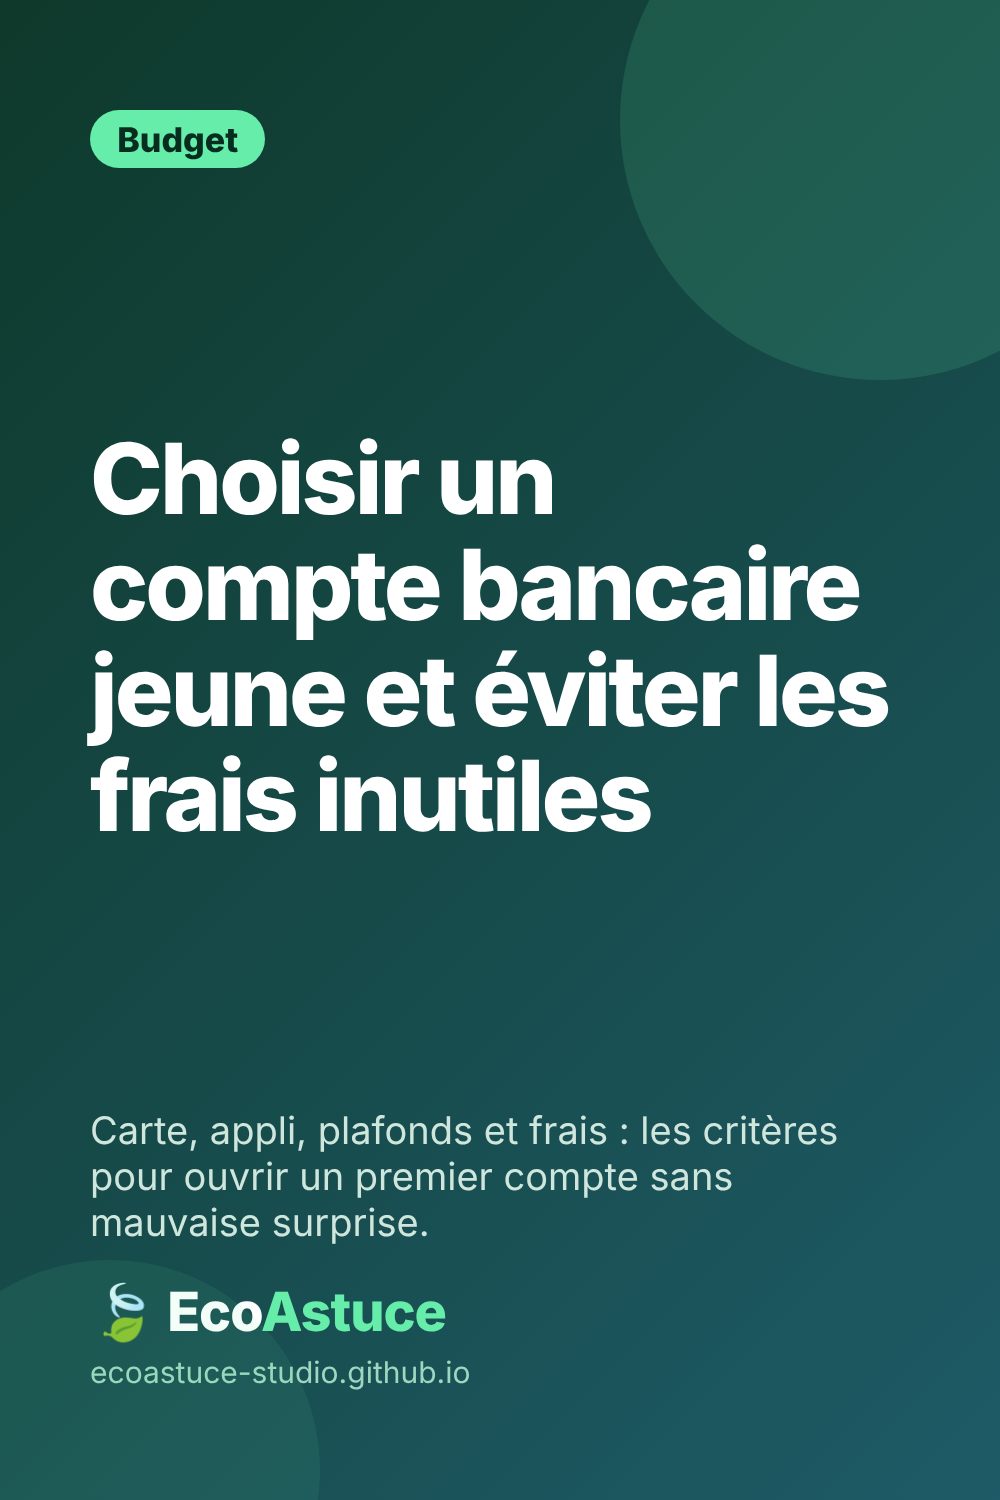 Budget
Choisir un
compte bancaire
jeune et éviter les
frais inutiles
Carte, appli, plafonds et frais : les critères
pour ouvrir un premier compte sans
mauvaise surprise.
EcoAstuce
ecoastuce-studio.github.io